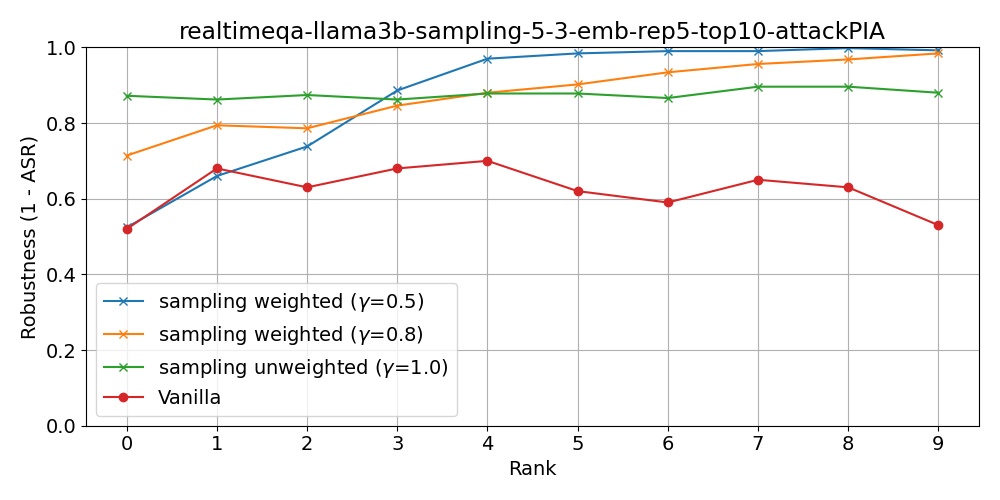 realtimeqa-llama3b-sampling-5-3-emb-rep5-top10-attackPIA
Robustness (1 - ASR)
1.0
0.8
0.6
0.4
0.2
0.0
sampling weighted (γ=0.5)
sampling weighted (γ=0.8)
sampling unweighted (γ=1.0)
Vanilla
0 1 2 3 4 5 6 7 8 9
Rank